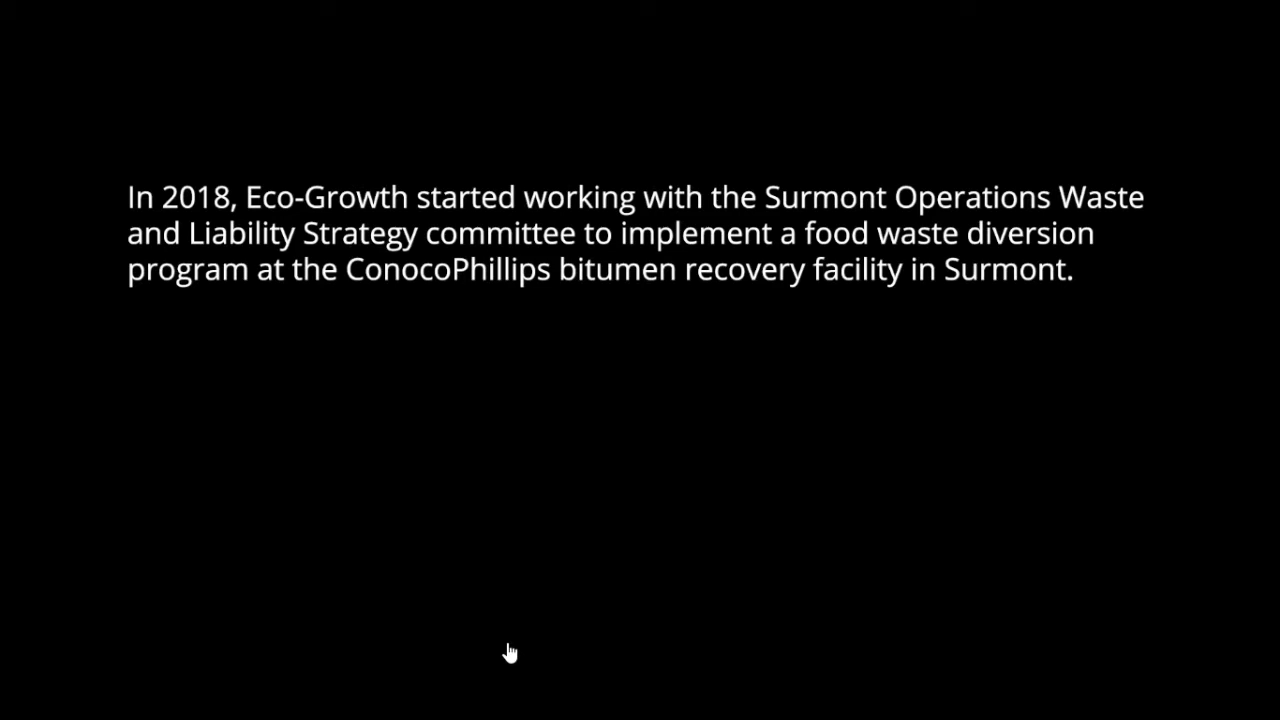 In 2018, Eco-Growth started working with the Surmont Operations Waste
and Liability Strategy committee to implement a food waste diversion
program at the ConocoPhillips bitumen recovery facility in Surmont.